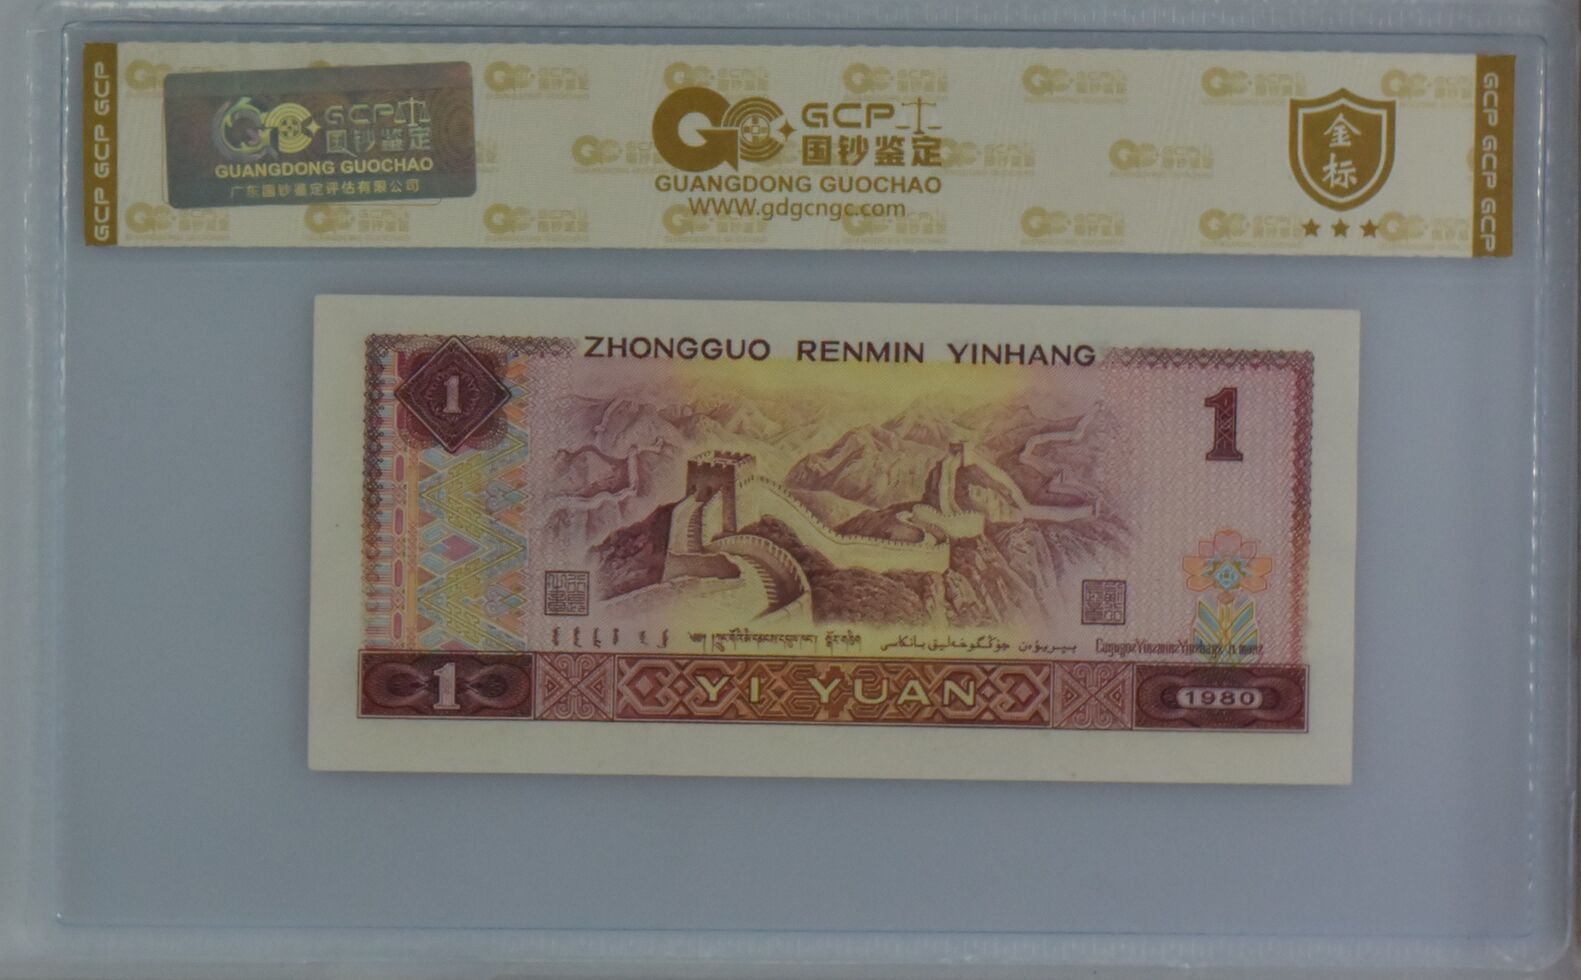 GCP GCP GCP
GCP
国钞鉴定
GUANGDONG GUOCHAO
广东国钞鉴定评估有限公司
GCP
国钞鉴定
GUANGDONG GUOCHAO
WWW.gdgcngc.com
金
标
GCP GCP GCP
ZHONGGUO RENMIN YINHANG
1
1
1
YI YUAN
1980